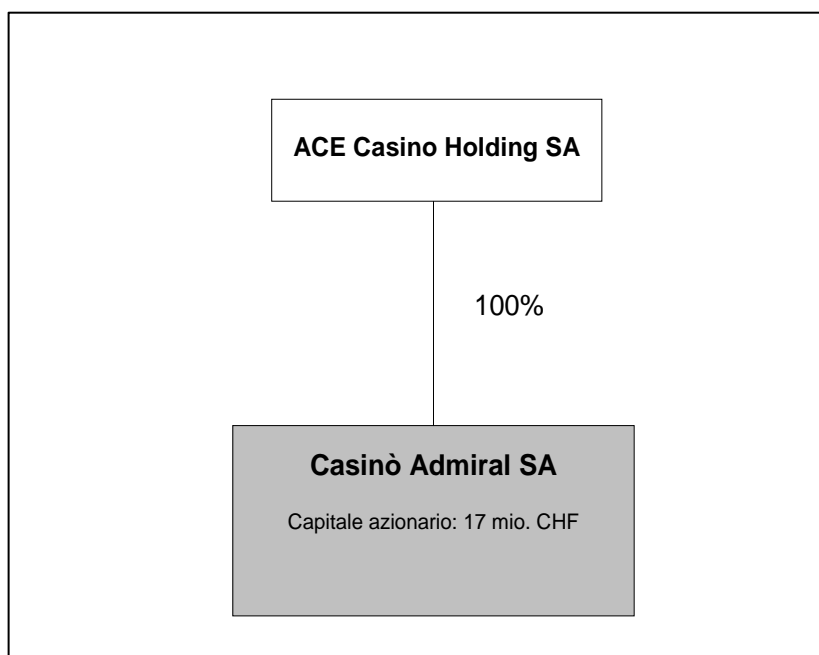 ACE Casino Holding SA
100%
Casinò Admiral SA
Capitale azionario: 17 mio. CHF